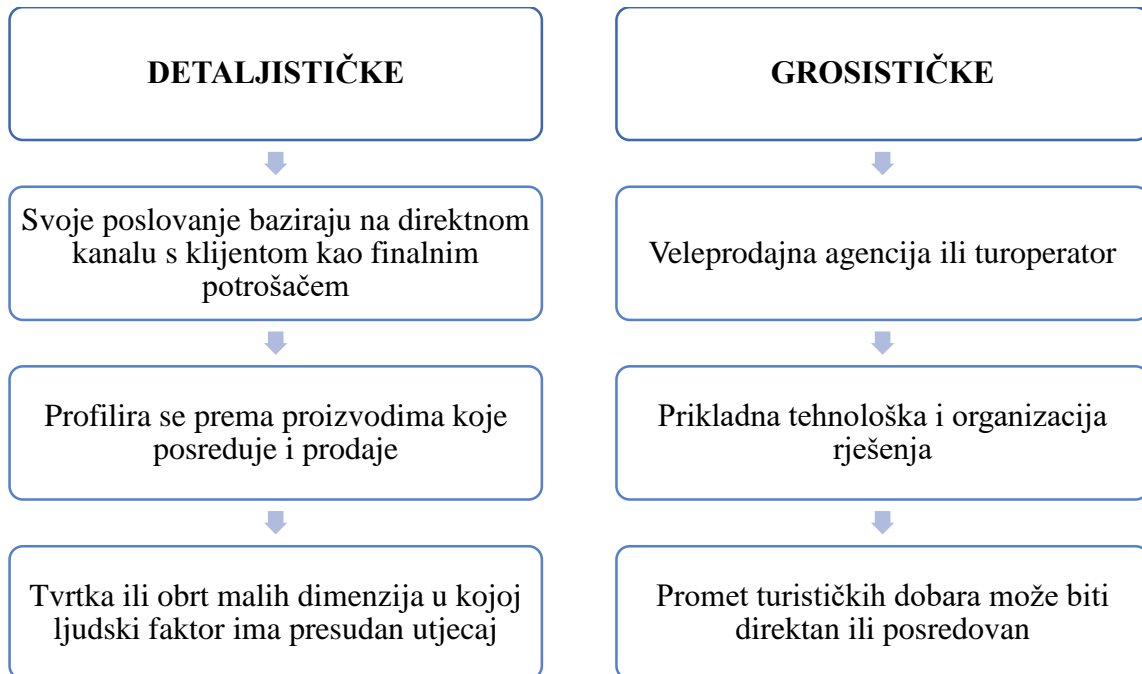 DETALJISTIČKE
Svoje poslovanje baziraju na direktnom
kanalu s klijentom kao finalnim
potrošačem
Profilira se prema proizvodima koje
posreduje i prodaje
Tvrtka ili obrt malih dimenzija u kojoj
ljudski faktor ima presudan utjecaj
GROSISTIČKE
Veleprodajna agencija ili turoperator
Prikladna tehnološka i organizacija
rješenja
Promet turističkih dobara može biti
direktan ili posredovan